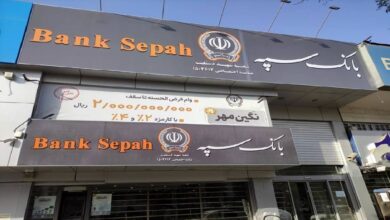 Bank Sepah
بانک سپه
وام قرض الحسنه تا سقف
۲/۰۰۰/۰۰۰/۰۰۰ ریال
با کارمزد ۲٪ و ۴٪
نگین مهر
Bank Sepah
بانک سپه